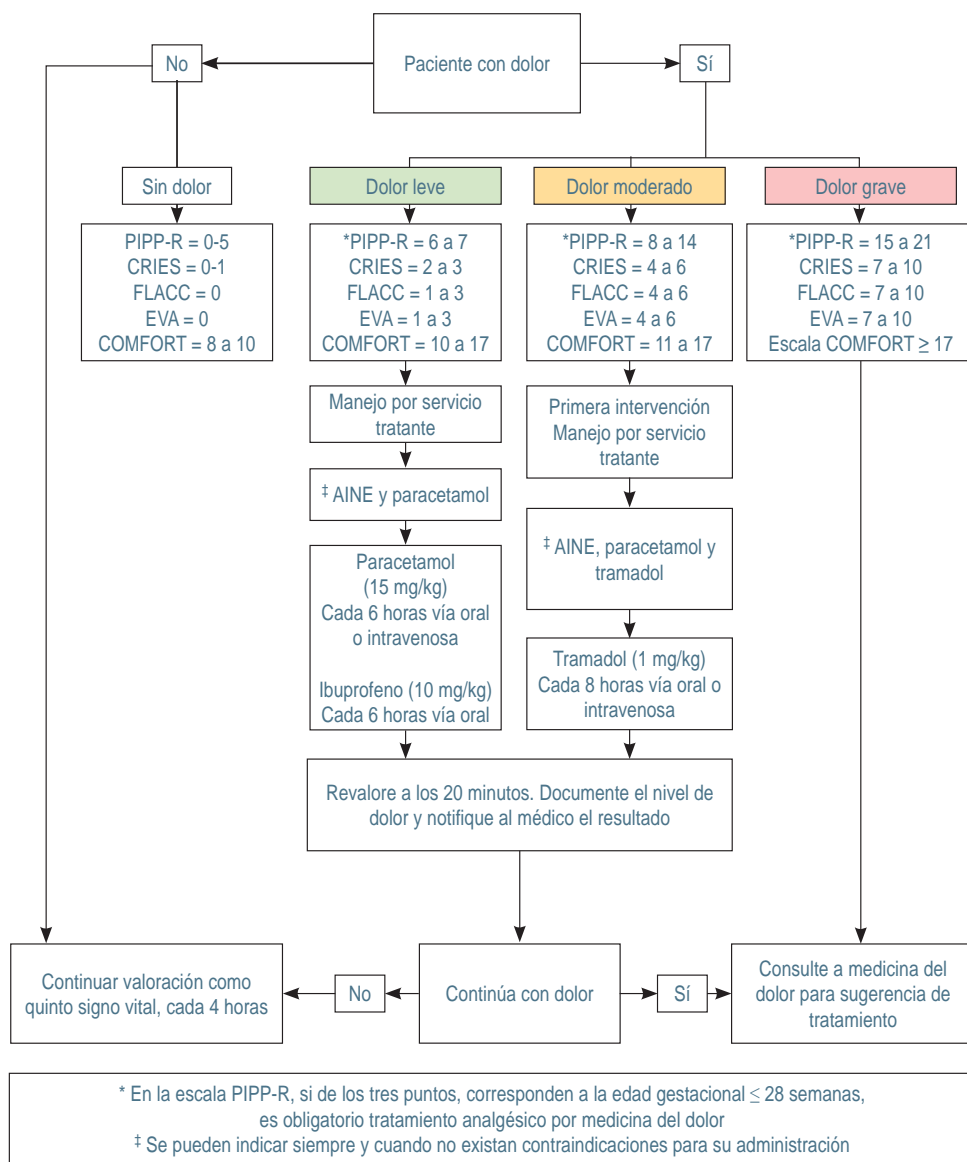 No
Paciente con dolor
Sí
Sin dolor
Dolor leve
Dolor moderado
Dolor grave
PIPP-R = 0-5
CRIES = 0-1
FLACC = 0
EVA = 0
COMFORT = 8 a 10
*PIPP-R = 6 a 7
CRIES = 2 a 3
FLACC = 1 a 3
EVA = 1 a 3
COMFORT = 10 a 17
*PIPP-R = 8 a 14
CRIES = 4 a 6
FLACC = 4 a 6
EVA = 4 a 6
COMFORT = 11 a 17
*PIPP-R = 15 a 21
CRIES = 7 a 10
FLACC = 7 a 10
EVA = 7 a 10
Escala COMFORT ≥ 17
Manejo por servicio
tratante
Primera intervención
Manejo por servicio
tratante
‡ AINE y paracetamol
‡ AINE, paracetamol y
tramadol
Paracetamol
(15 mg/kg)
Cada 6 horas vía oral
o intravenosa
Ibuprofeno (10 mg/kg)
Cada 6 horas vía oral
Tramadol (1 mg/kg)
Cada 8 horas vía oral o
intravenosa
Revalore a los 20 minutos. Documente el nivel de
dolor y notifique al médico el resultado
Continuar valoración como
quinto signo vital, cada 4 horas
No
Continúa con dolor
Sí
Consulte a medicina del
dolor para sugerencia de
tratamiento
* En la escala PIPP-R, si de los tres puntos, corresponden a la edad gestacional ≤ 28 semanas,
es obligatorio tratamiento analgésico por medicina del dolor
‡ Se pueden indicar siempre y cuando no existan contraindicaciones para su administración